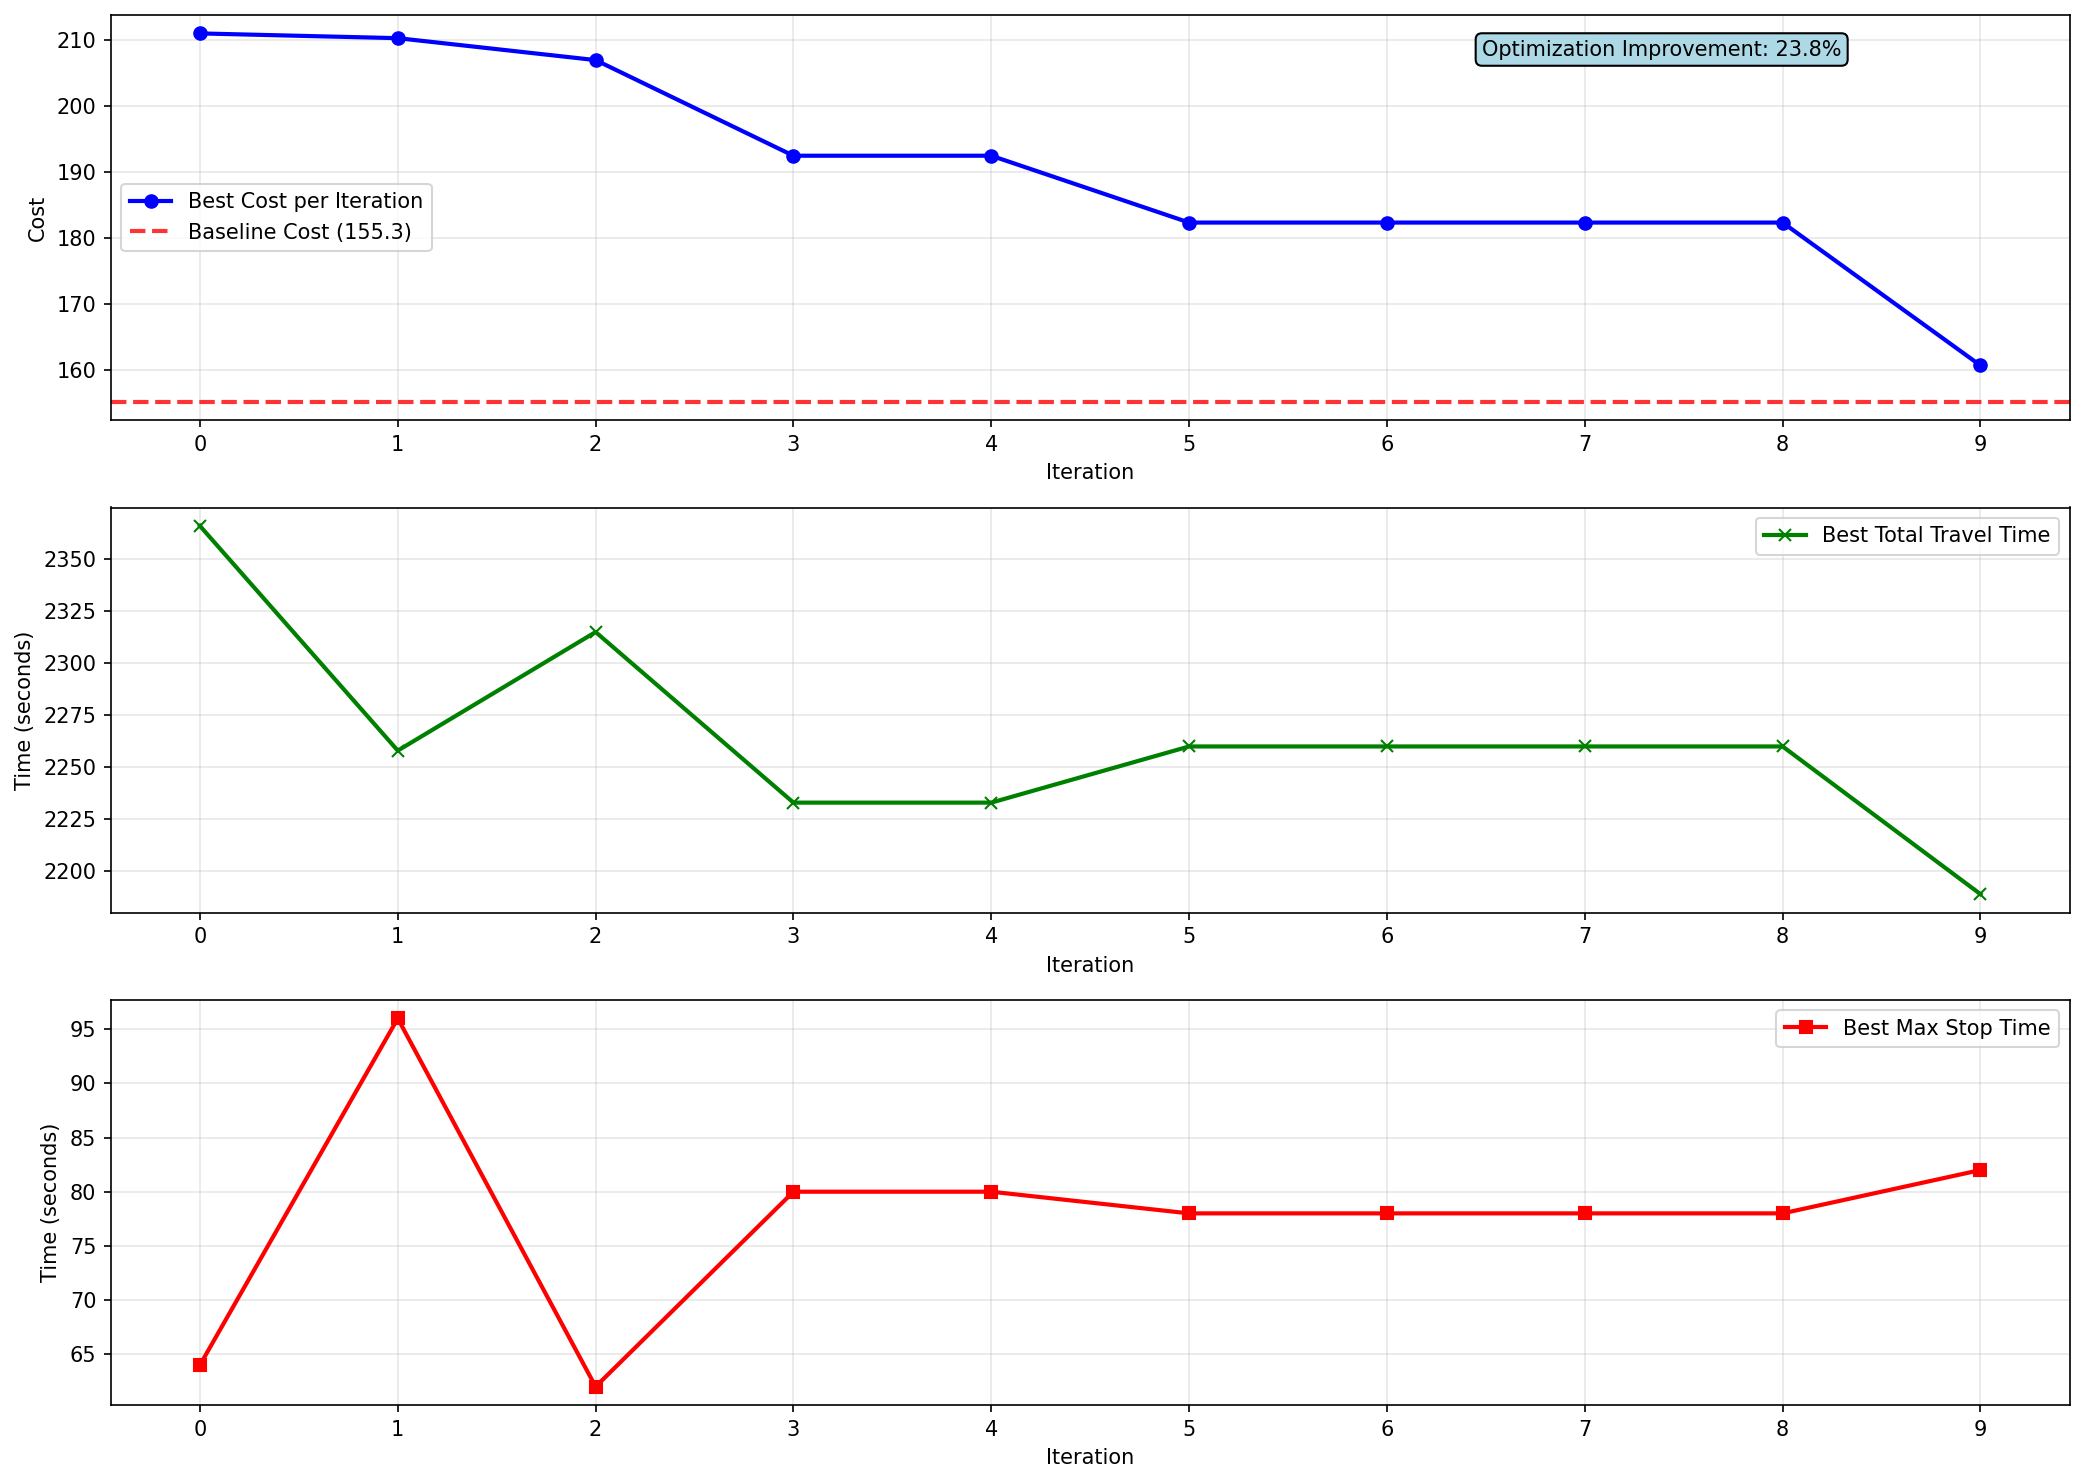 210
200
190
180
170
160
Cost
Optimization Improvement: 23.8%
Best Cost per Iteration
Baseline Cost (155.3)
0 1 2 3 4 5 6 7 8 9
Iteration
2350
2325
2300
2275
2250
2225
2200
Time (seconds)
Best Total Travel Time
0 1 2 3 4 5 6 7 8 9
Iteration
95
90
85
80
75
70
65
Time (seconds)
Best Max Stop Time
0 1 2 3 4 5 6 7 8 9
Iteration